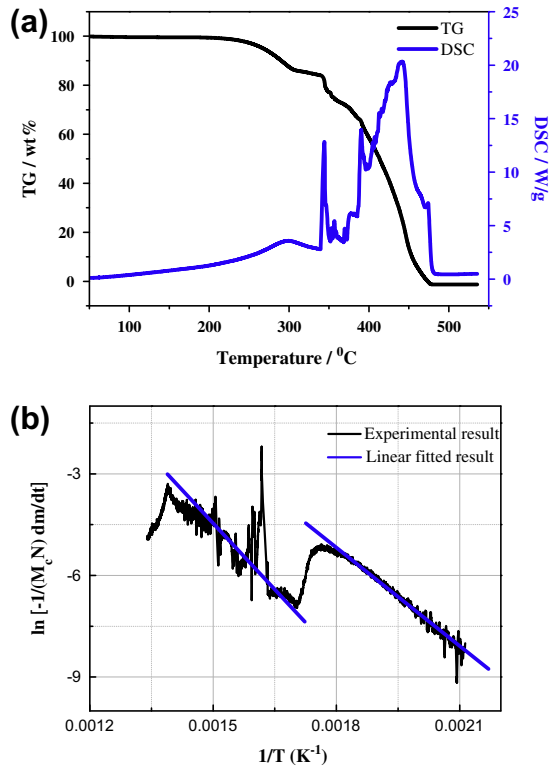 (a)
TG
DSC
100
80
60
40
20
0
TG / wt %
25
20
15
10
5
0
DSC / W/g
100 200 300 400 500
Temperature / ⁰C
(b)
Experimental result
Linear fitted result
-3
-6
-9
ln [-1/(M_cN) dm/dt]
0.0012 0.0015 0.0018 0.0021
1/T (K⁻¹)